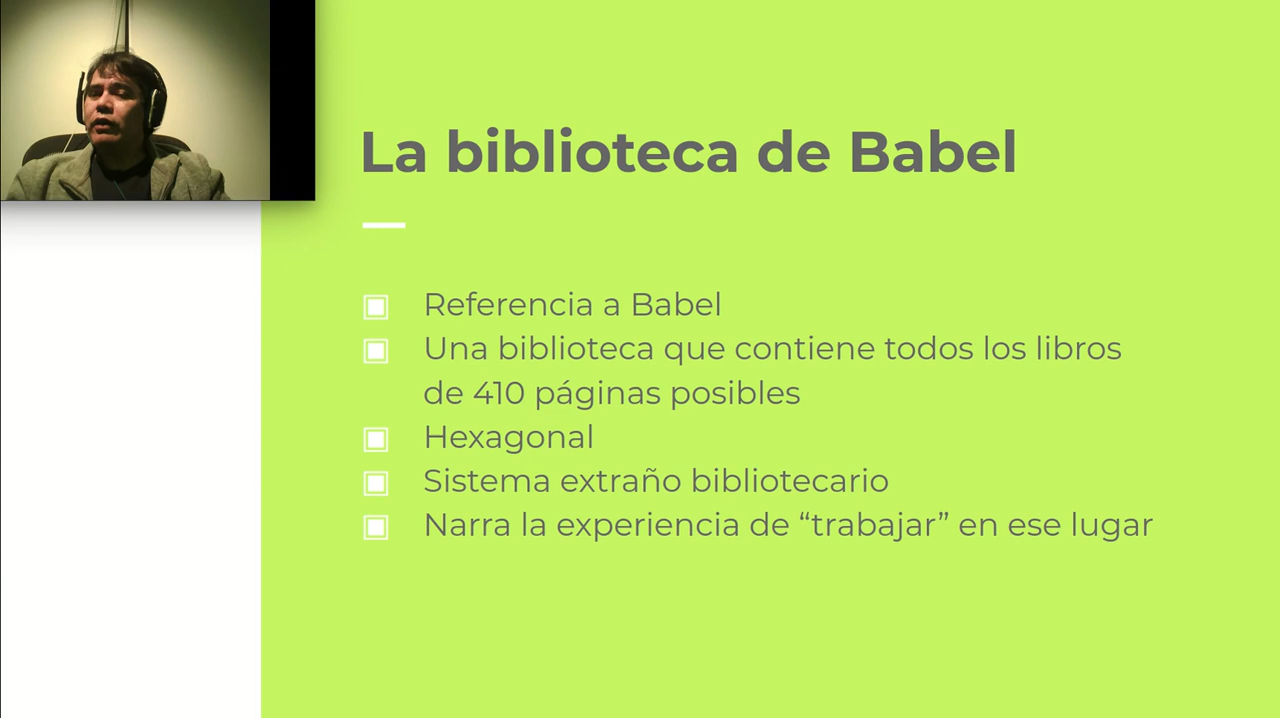 La biblioteca de Babel
Referencia a Babel
Una biblioteca que contiene todos los libros
de 410 páginas posibles
Hexagonal
Sistema extraño bibliotecario
Narra la experiencia de “trabajar” en ese lugar